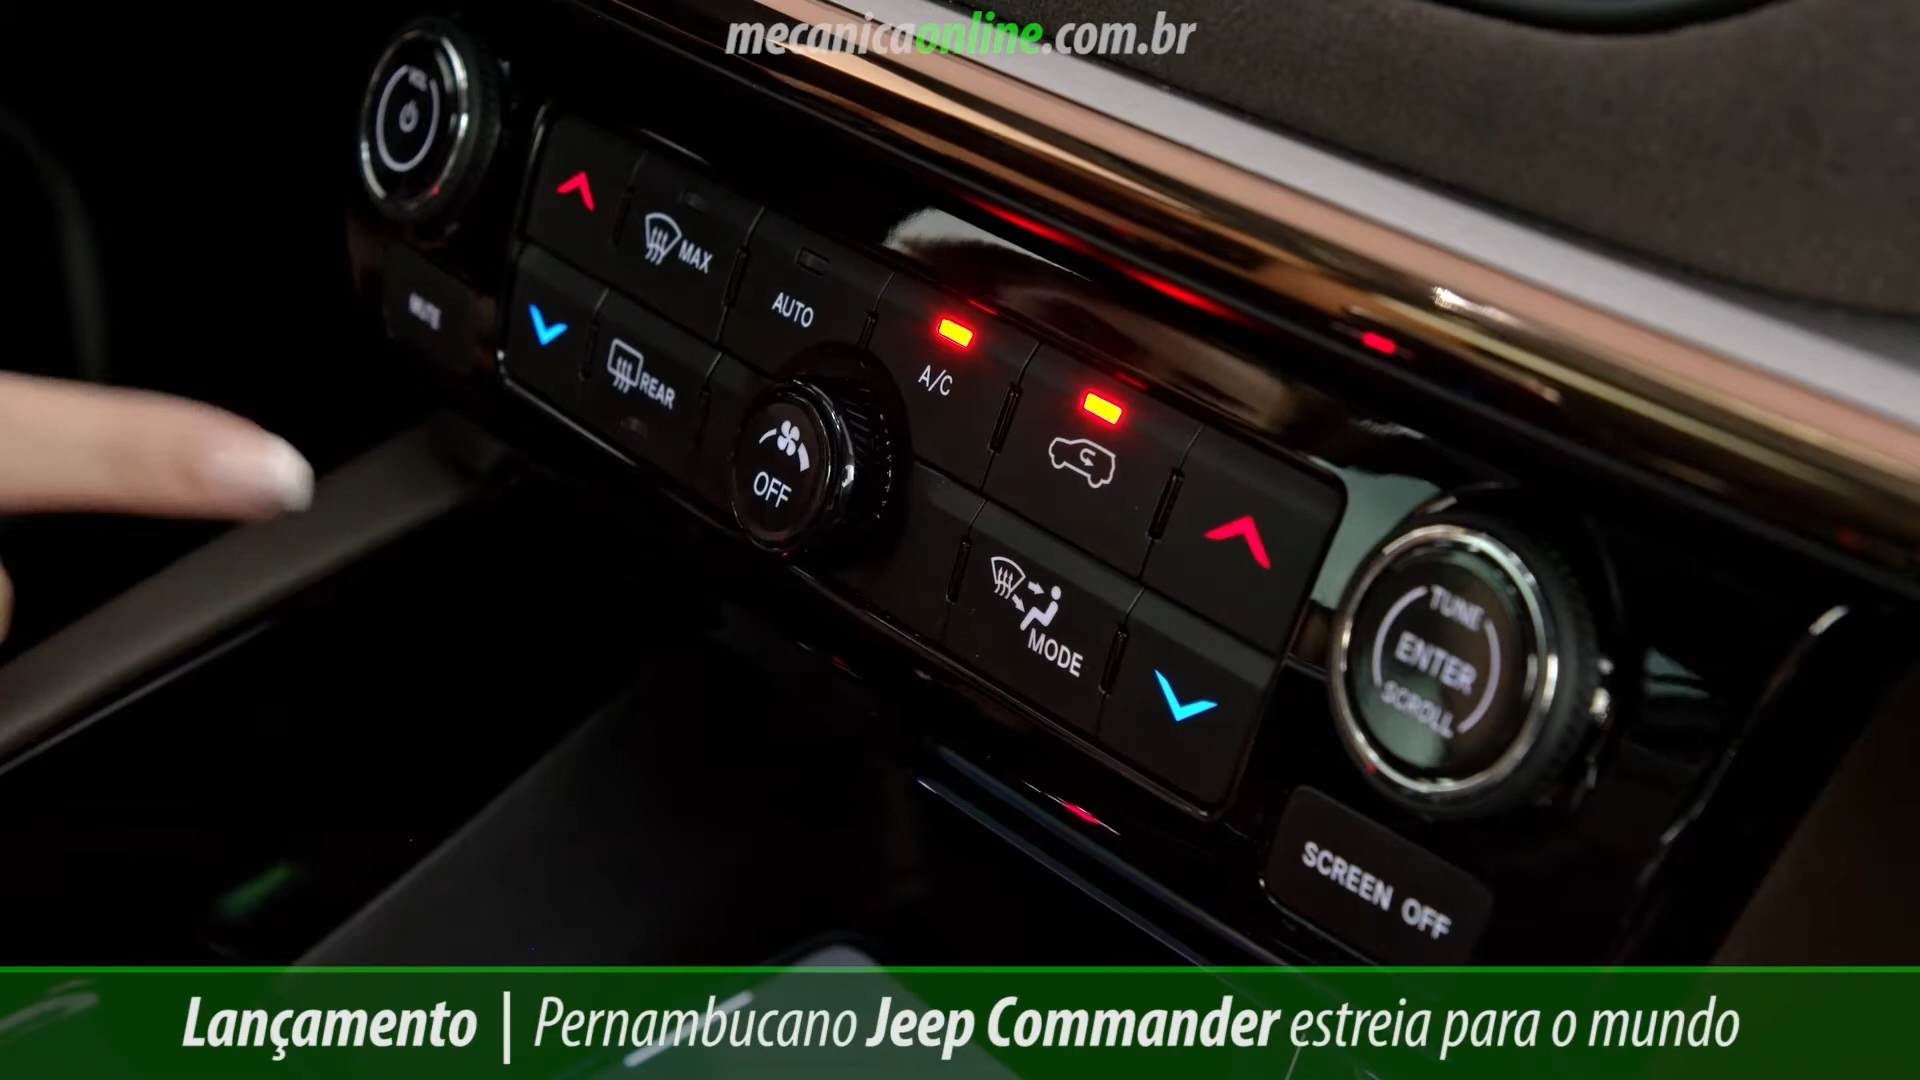 mecanicaonline.com.br
VOL
MUTE
MAX
AUTO
REAR
A/C
OFF
MODE
TUNE
ENTER
SCROLL
SCREEN OFF
Lançamento | Pernambucano Jeep Commander estreia para o mundo